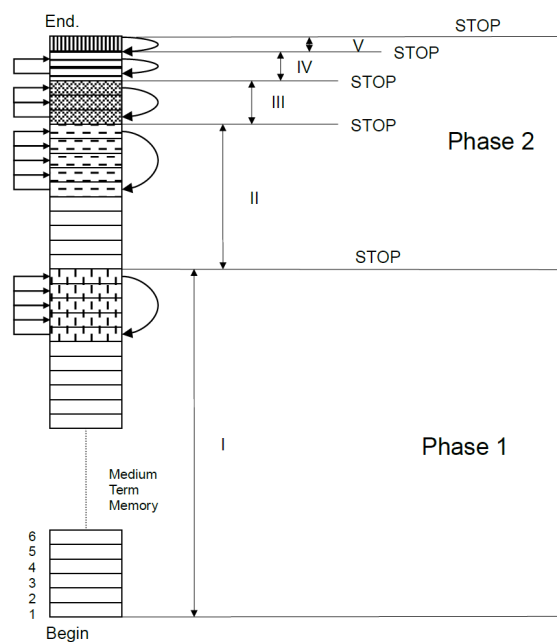 End.
STOP
V
STOP
IV
STOP
III
STOP
Phase 2
II
STOP
I
Phase 1
Medium
Term
Memory
6
5
4
3
2
1
Begin